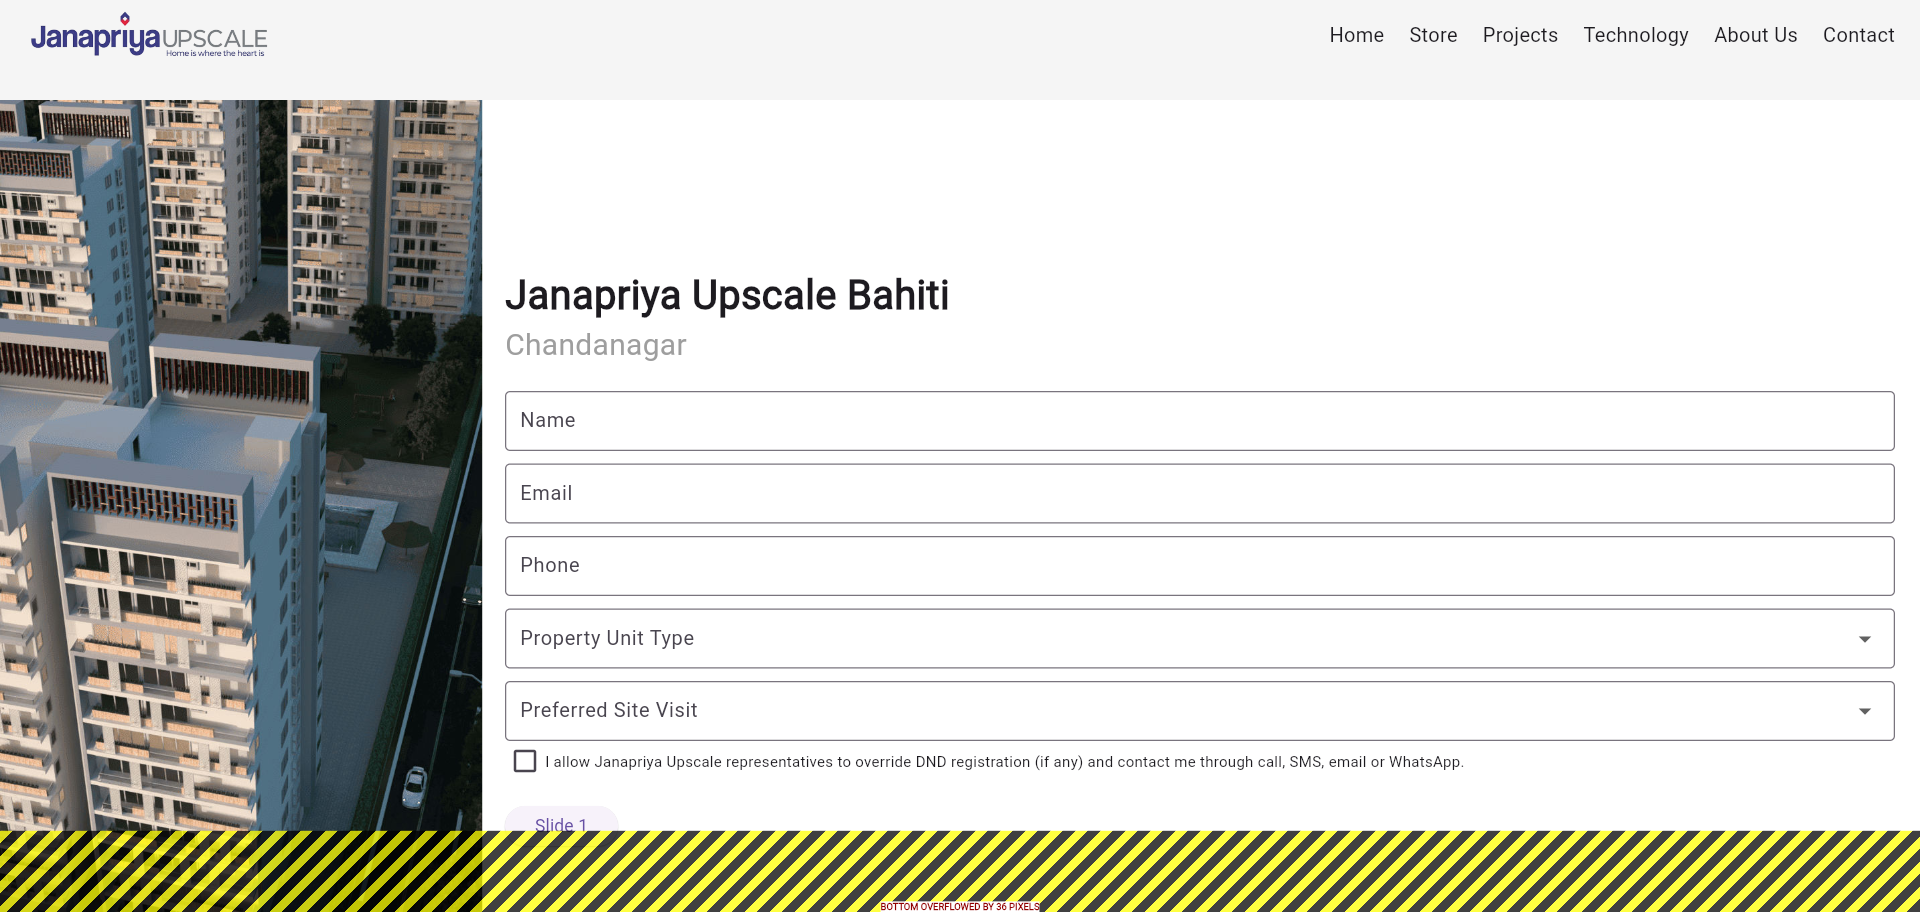 Janapriya UPSCALE
Home is where the heart is
Home Store Projects Technology About Us Contact
Janapriya Upscale Bahiti
Chandanagar
Name
Email
Phone
Property Unit Type
Preferred Site Visit
I allow Janapriya Upscale representatives to override DND registration (if any) and contact me through call, SMS, email or WhatsApp.
Slide 1
BOTTOM OVERFLOWED BY 36 PIXELS